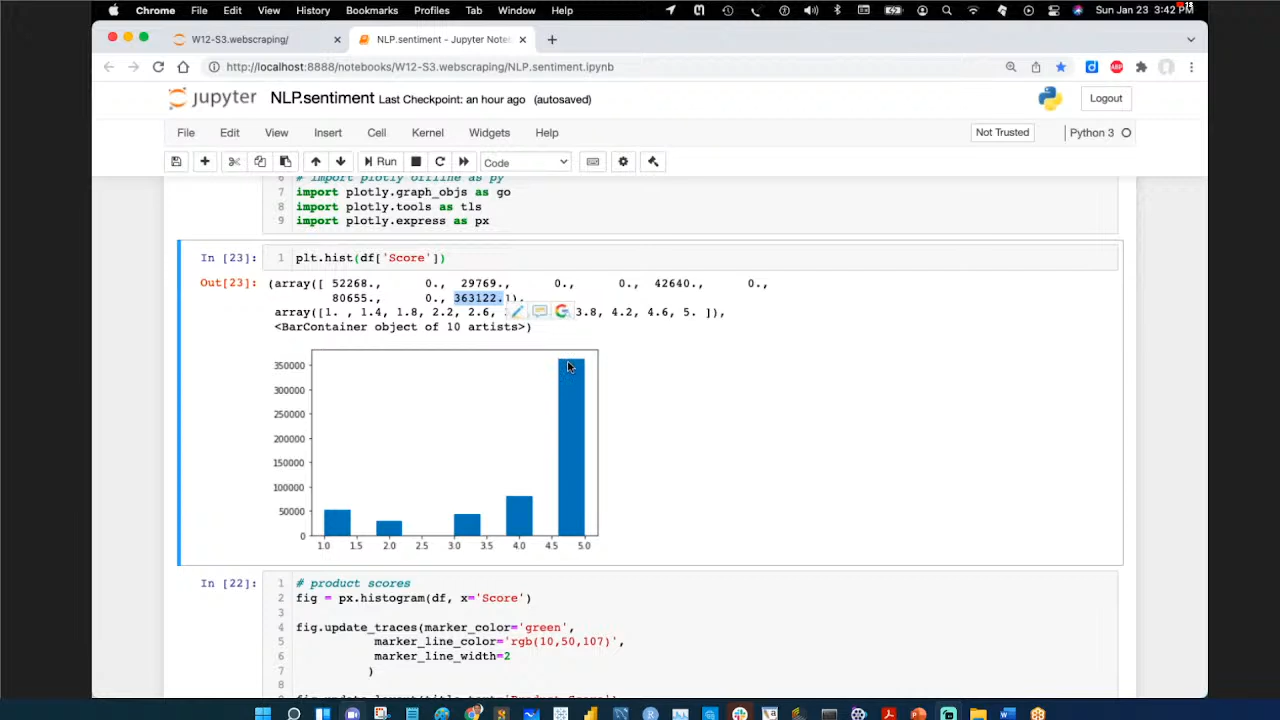 Chrome File Edit View History Bookmarks Profiles Tab Window Help Sun Jan 23 3:42 PM
W12-S3.webscraping/ NLP.sentiment - Jupyter Note
http://localhost:8888/notebooks/W12-S3.webscraping/NLP.sentiment.ipynb
jupyter NLP.sentiment Last Checkpoint: an hour ago (autosaved) Logout
File Edit View Insert Cell Kernel Widgets Help Not Trusted Python 3
Run Code
6 # import plotly offline as py
7 import plotly.graph_objs as go
8 import plotly.tools as tls
9 import plotly.express as px
In [23]: 1 plt.hist(df['Score'])
Out[23]: (array([ 52268., 0., 29769., 0., 0., 42640., 0.,
80655., 0., 363122.]),
array([1. , 1.4, 1.8, 2.2, 2.6, 3.8, 4.2, 4.6, 5. ]),
<BarContainer object of 10 artists>)
350000
300000
250000
200000
150000
100000
50000
0
1.0 1.5 2.0 2.5 3.0 3.5 4.0 4.5 5.0
In [22]: 1 # product scores
2 fig = px.histogram(df, x='Score')
3
4 fig.update_traces(marker_color='green',
5 marker_line_color='rgb(10,50,107)',
6 marker_line_width=2
7 )
8